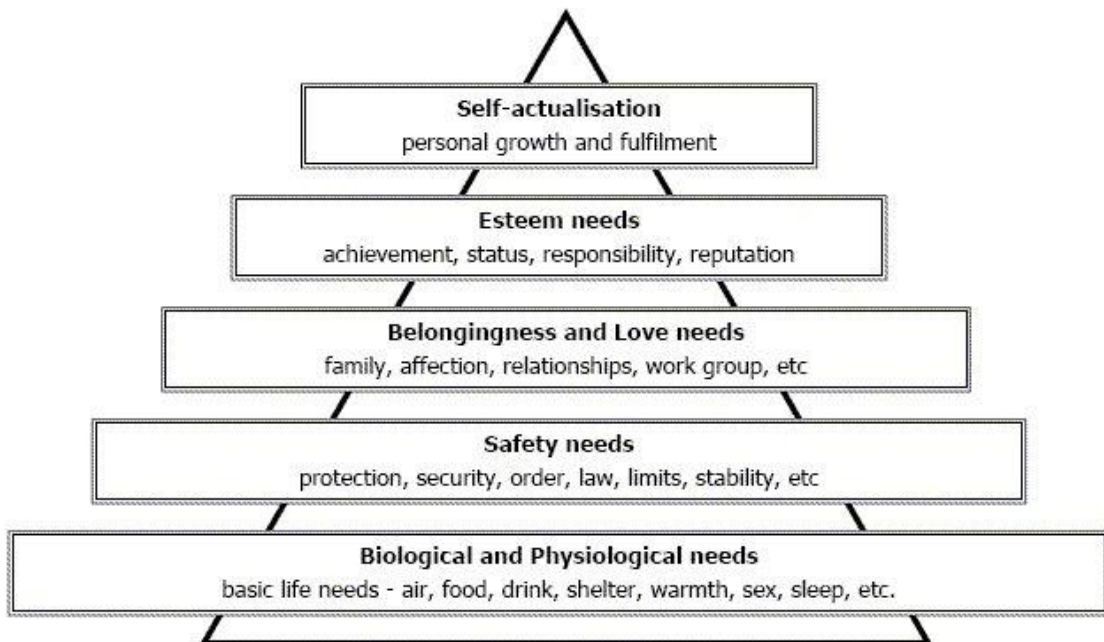 Self-actualisation
personal growth and fulfilment
Esteem needs
achievement, status, responsibility, reputation
Belongingness and Love needs
family, affection, relationships, work group, etc
Safety needs
protection, security, order, law, limits, stability, etc
Biological and Physiological needs
basic life needs - air, food, drink, shelter, warmth, sex, sleep, etc.